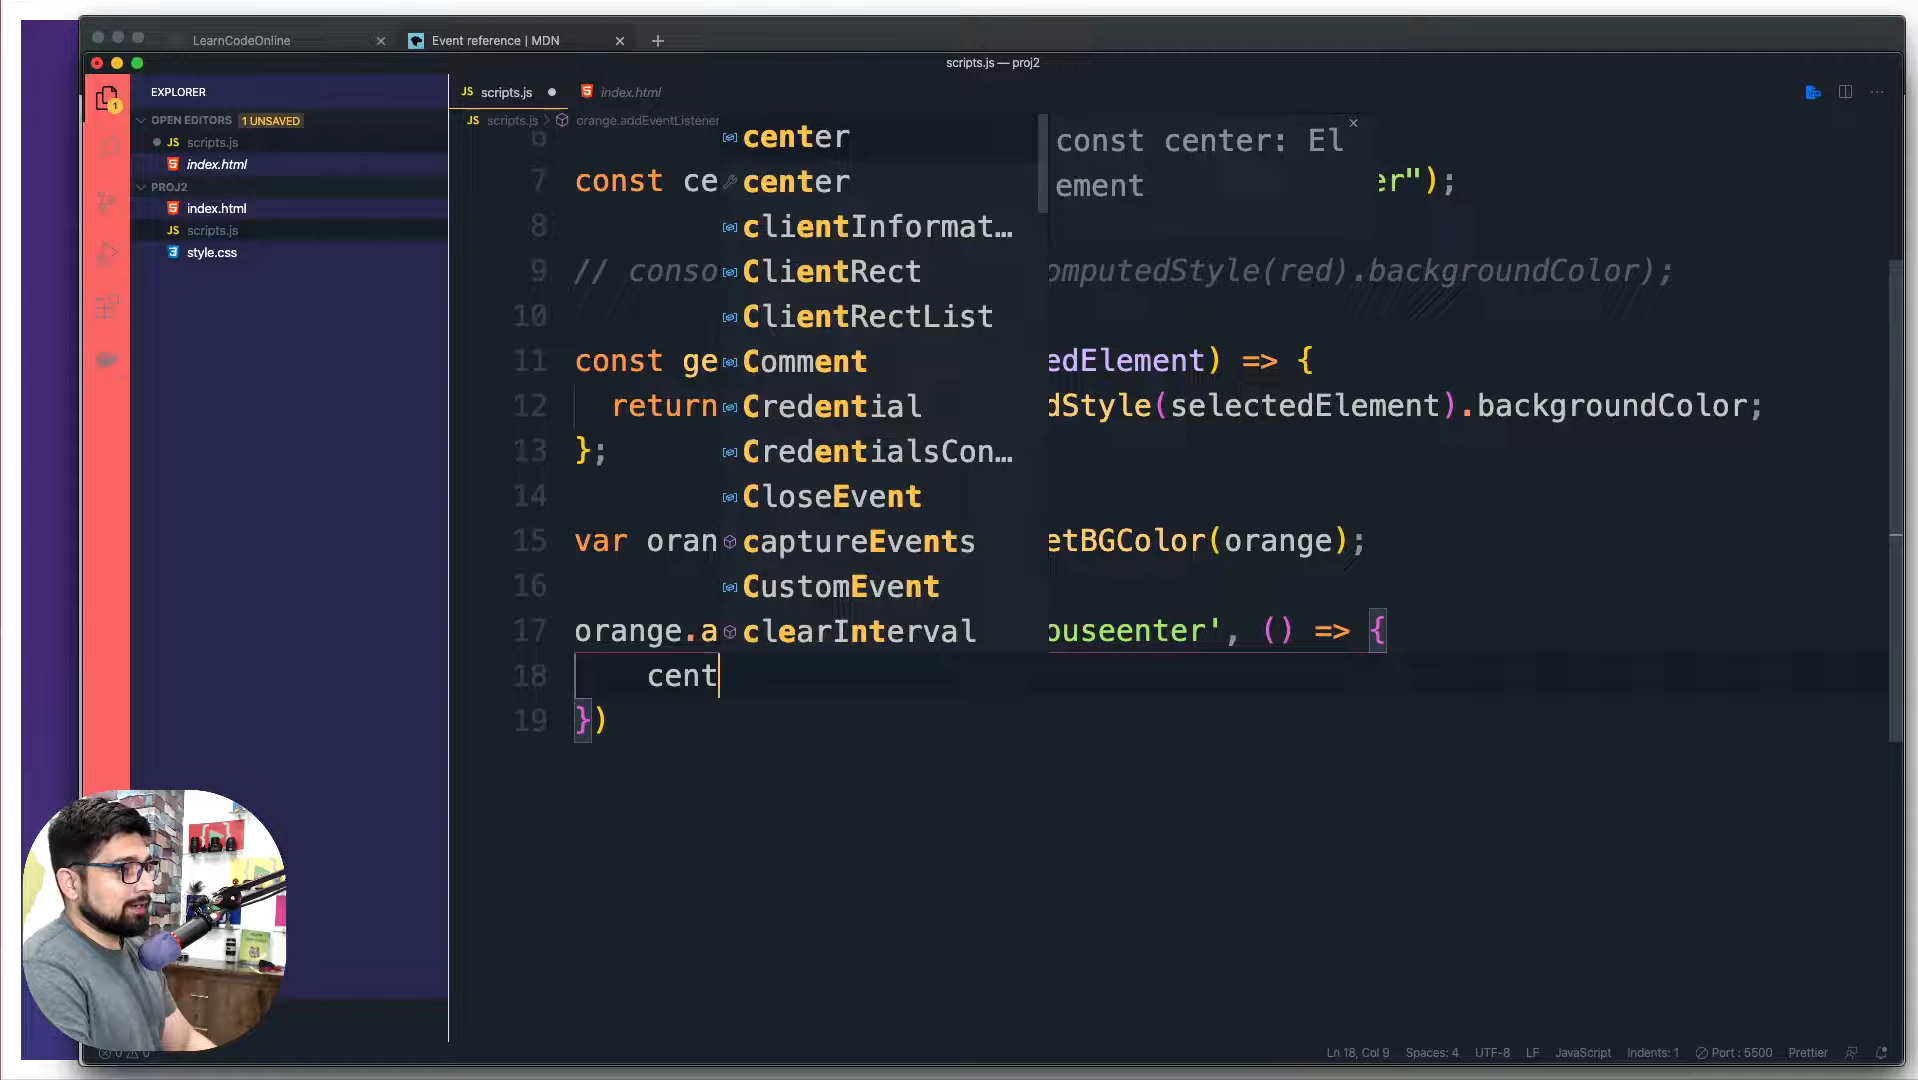 LearnCodeOnline
Event reference | MDN
scripts.js — proj2
EXPLORER
OPEN EDITORS 1 UNSAVED
JS scripts.js
index.html
PROJ2
index.html
JS scripts.js
style.css
1
JS scripts.js
index.html
JS scripts.js > orange.addEventListener
6
7 const ce er");
8
9 // conso omputedStyle(red).backgroundColor);
10
11 const ge edElement) => {
12 return dStyle(selectedElement).backgroundColor;
13 };
14
15 var oran etBGColor(orange);
16
17 orange.a ouseenter', () => {
18 cent
19 })
center
center
clientInformat…
ClientRect
ClientRectList
Comment
Credential
CredentialsCon…
CloseEvent
captureEvents
CustomEvent
clearInterval
const center: El
ement
0 0
Ln 18, Col 9 Spaces: 4 UTF-8 LF JavaScript Indents: 1 Port : 5500 Prettier